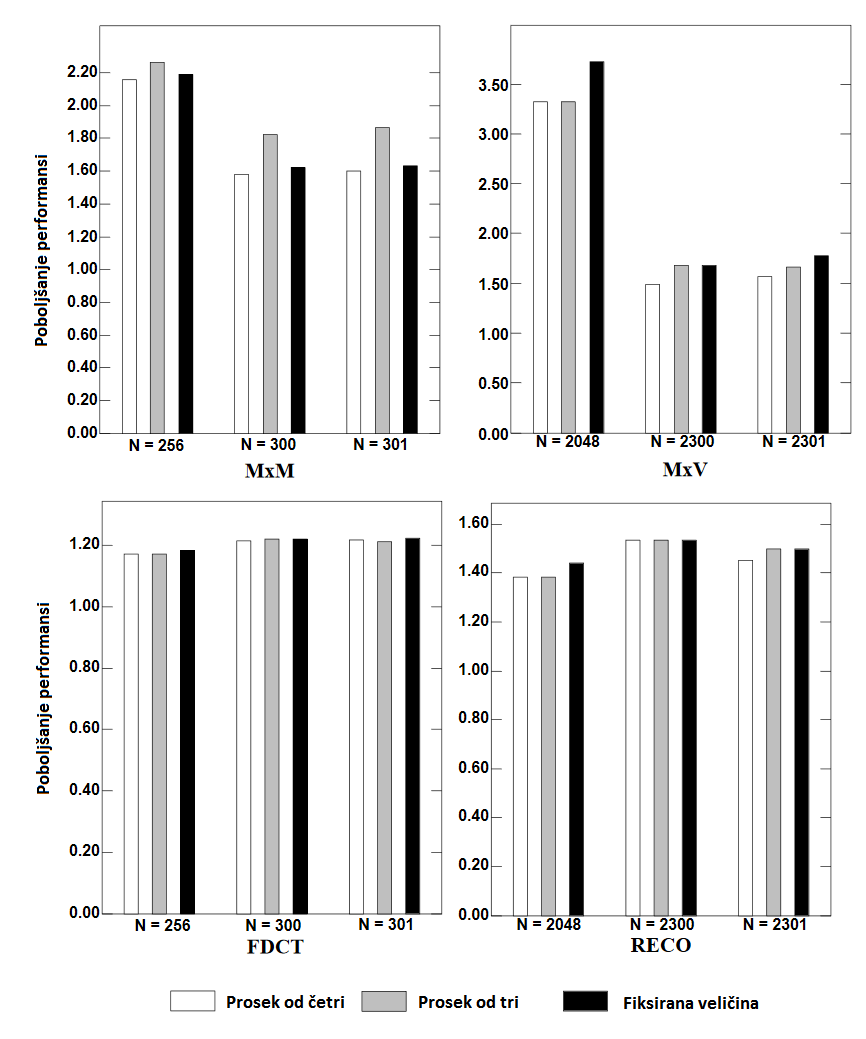 Poboljšanje performansi
2.20
2.00
1.80
1.60
1.40
1.20
1.00
0.80
0.60
0.40
0.20
0.00
N = 256
N = 300
N = 301
MxM
3.50
3.00
2.50
2.00
1.50
1.00
0.50
0.00
N = 2048
N = 2300
N = 2301
MxV
Poboljšanje performansi
1.20
1.00
0.80
0.60
0.40
0.20
0.00
N = 256
N = 300
N = 301
FDCT
1.60
1.40
1.20
1.00
0.80
0.60
0.40
0.20
0.00
N = 2048
N = 2300
N = 2301
RECO
Prosek od četri
Prosek od tri
Fiksirana veličina